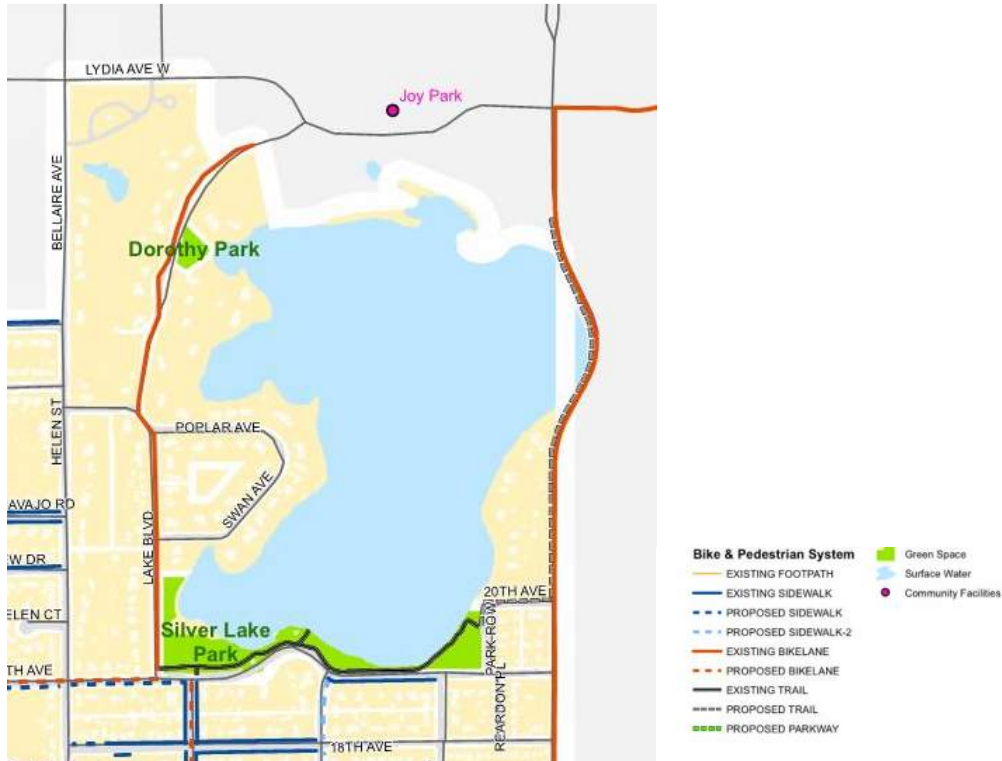 LYDIA AVE W
Joy Park
BELLAIRE AVE
Dorothy Park
HELEN ST
POPLAR AVE
SWAN AVE
AVAJO RD
LAKE BLVD
EW DR
ELEN CT
20TH AVE
PARK ROW
Silver Lake
Park
TH AVE
REARDON PL
18TH AVE
Bike & Pedestrian System
EXISTING FOOTPATH
EXISTING SIDEWALK
PROPOSED SIDEWALK
PROPOSED SIDEWALK-2
EXISTING BIKELANE
PROPOSED BIKELANE
EXISTING TRAIL
PROPOSED TRAIL
PROPOSED PARKWAY
Green Space
Surface Water
Community Facilities